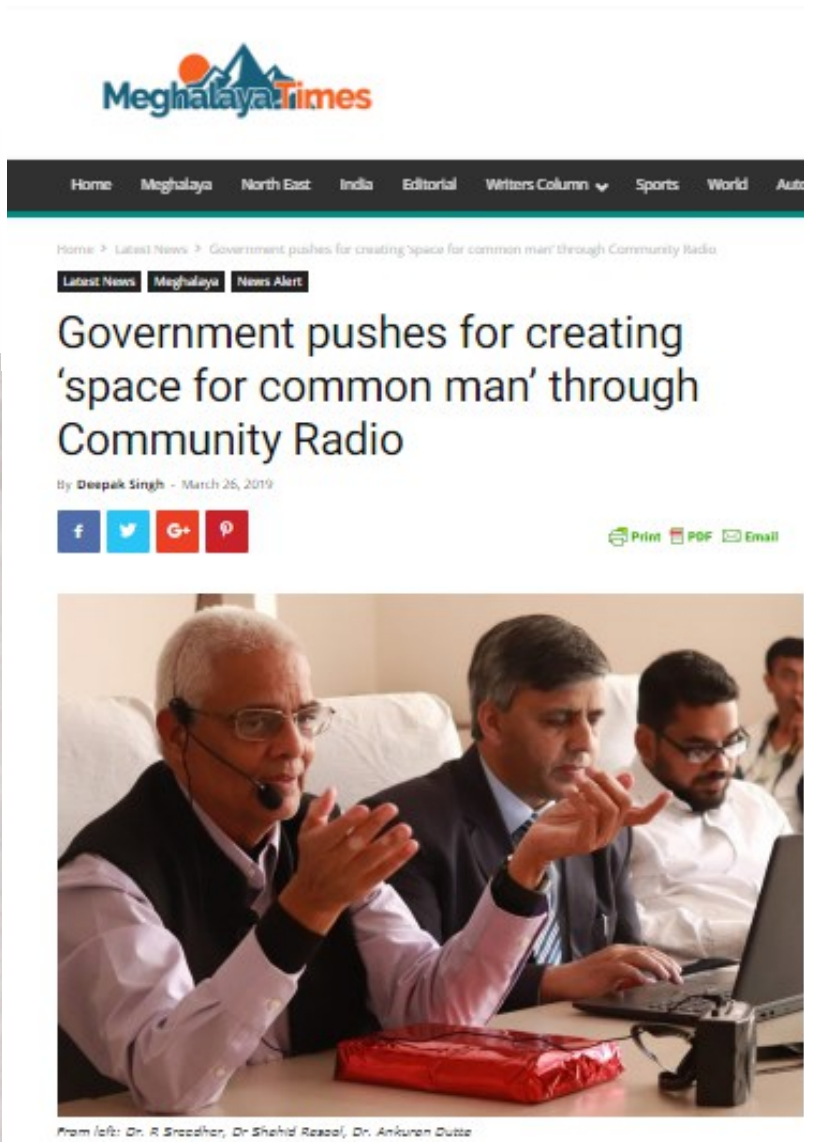 MeghalayaTimes
Home Meghalaya North East India Editorial Writers Column Sports World Auto
Home > Latest News > Government pushes for creating 'space for common man' through Community Radio
Latest News Meghalaya News Alert
Government pushes for creating
‘space for common man’ through
Community Radio
By Deepak Singh - March 26, 2019
f G+ Print PDF Email
From left: Dr. R Sreedher, Dr Shahid Rasool, Dr. Ankuran Dutta